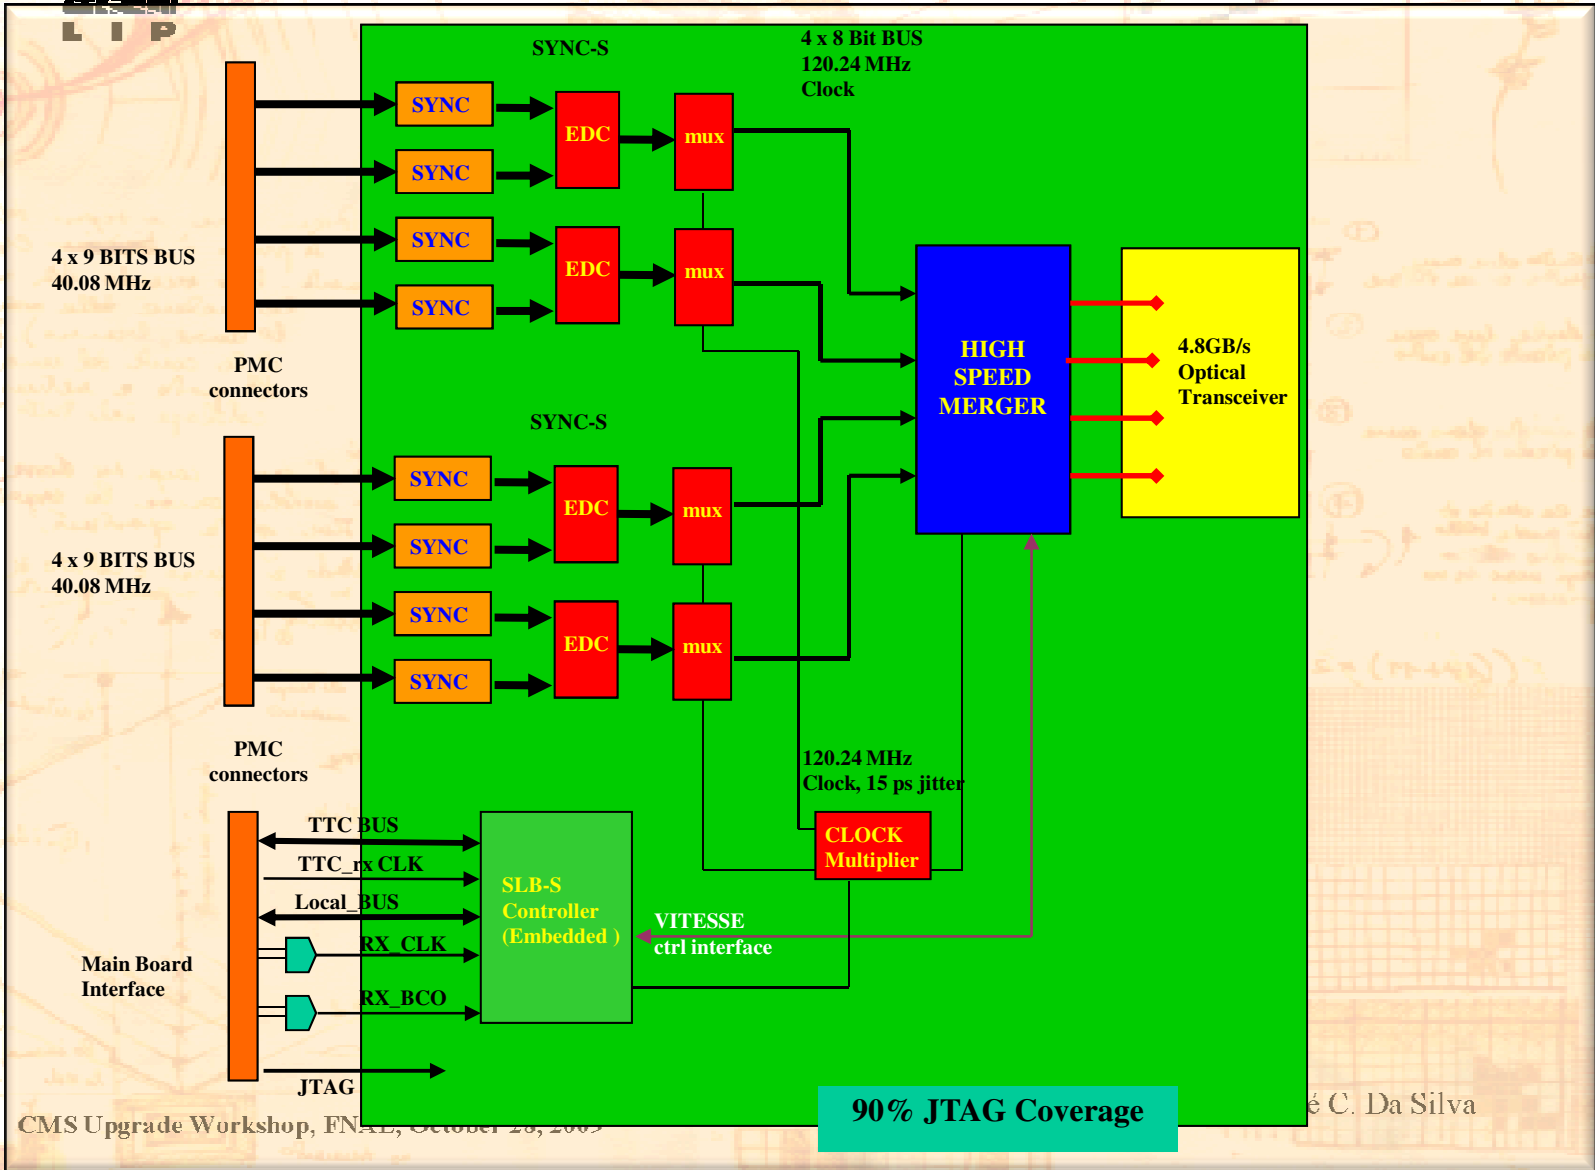 L I P
SYNC-S
4 x 8 Bit BUS
120.24 MHz
Clock
SYNC
EDC
mux
SYNC
SYNC
EDC
mux
SYNC
4 x 9 BITS BUS
40.08 MHz
PMC
connectors
HIGH
SPEED
MERGER
4.8GB/s
Optical
Transceiver
SYNC-S
SYNC
EDC
mux
SYNC
SYNC
EDC
mux
SYNC
4 x 9 BITS BUS
40.08 MHz
PMC
connectors
120.24 MHz
Clock, 15 ps jitter
CLOCK
Multiplier
TTC BUS
TTC_rx CLK
Local_BUS
RX_CLK
RX_BCO
JTAG
Main Board
Interface
SLB-S
Controller
(Embedded )
VITESSE
ctrl interface
90% JTAG Coverage
CMS Upgrade Workshop, FNAL, October 28, 2009
é C. Da Silva